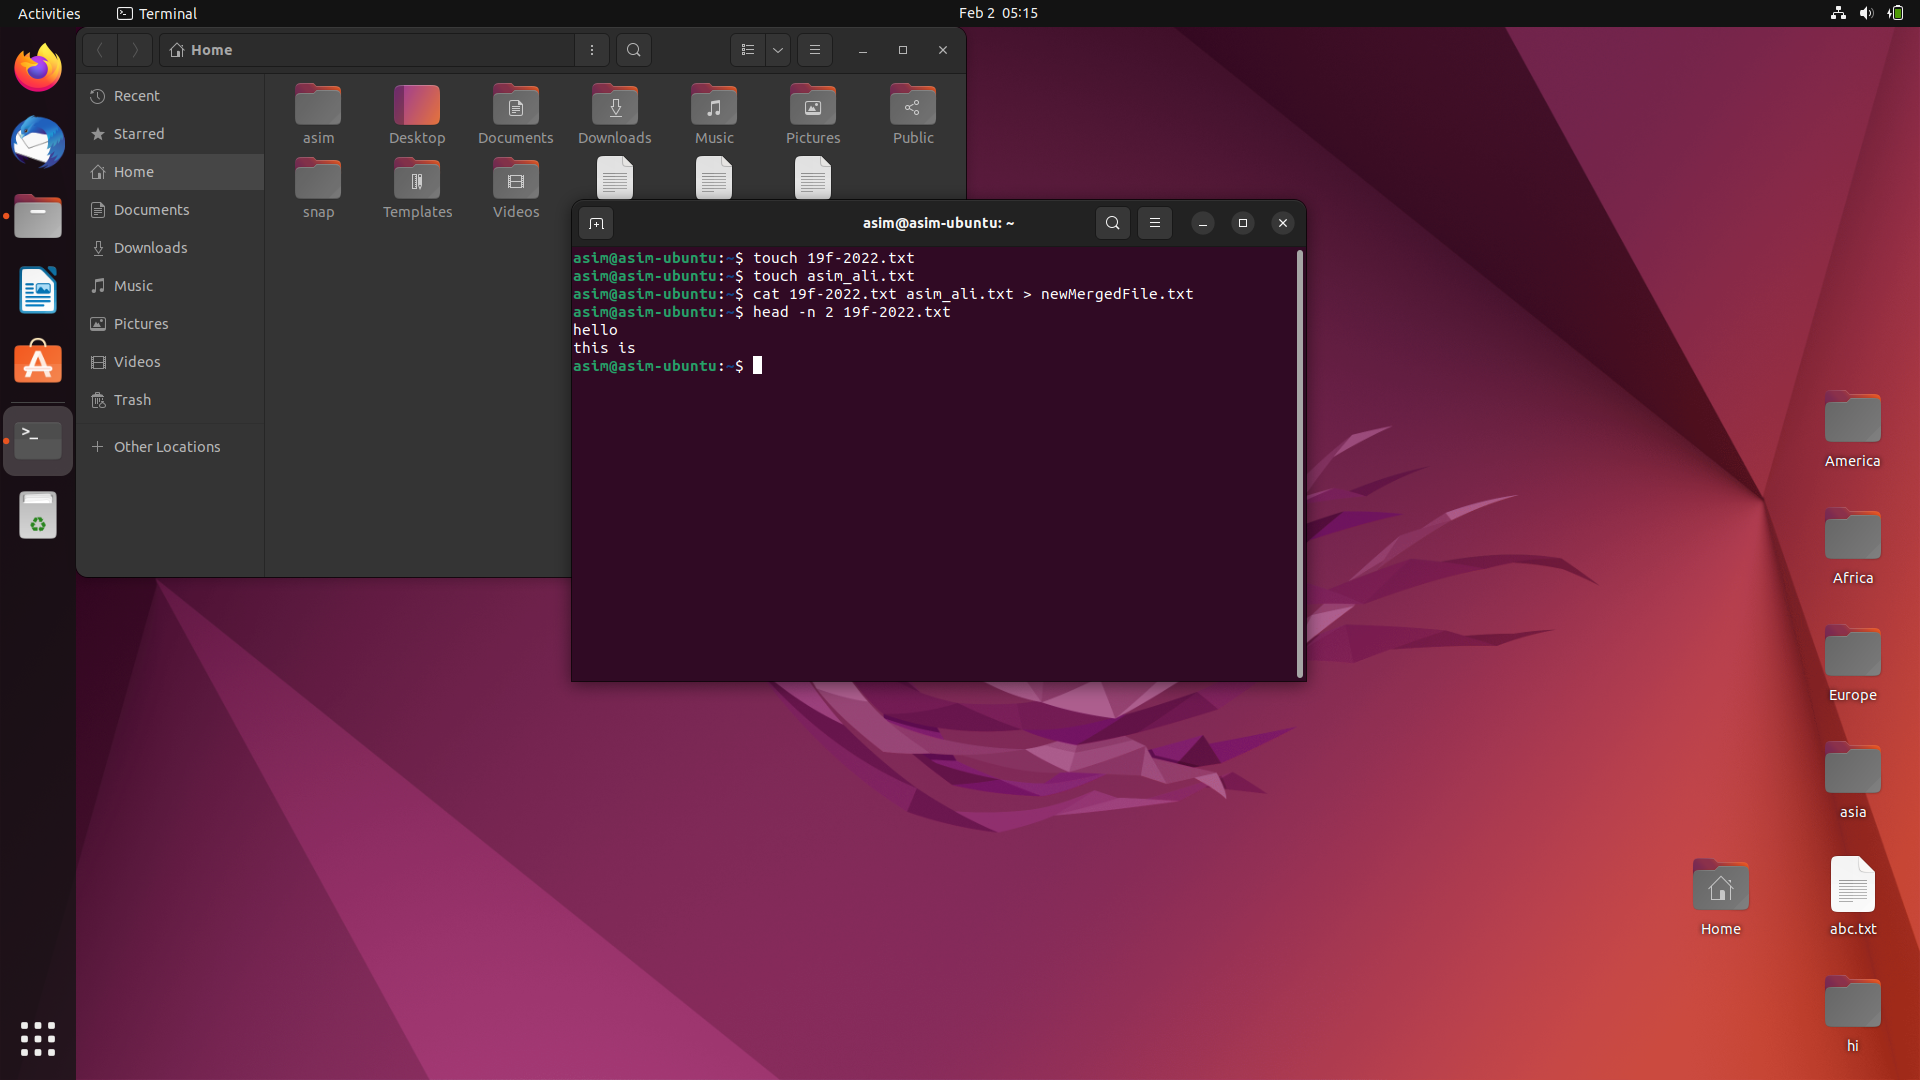 Activities
Terminal
Feb 2 05:15
Home
Recent
Starred
Home
Documents
Downloads
Music
Pictures
Videos
Trash
Other Locations
asim
Desktop
Documents
Downloads
Music
Pictures
Public
snap
Templates
Videos
asim@asim-ubuntu: ~
asim@asim-ubuntu:~$ touch 19f-2022.txt
asim@asim-ubuntu:~$ touch asim_ali.txt
asim@asim-ubuntu:~$ cat 19f-2022.txt asim_ali.txt > newMergedFile.txt
asim@asim-ubuntu:~$ head -n 2 19f-2022.txt
hello
this is
asim@asim-ubuntu:~$
America
Africa
Europe
asia
Home
abc.txt
hi